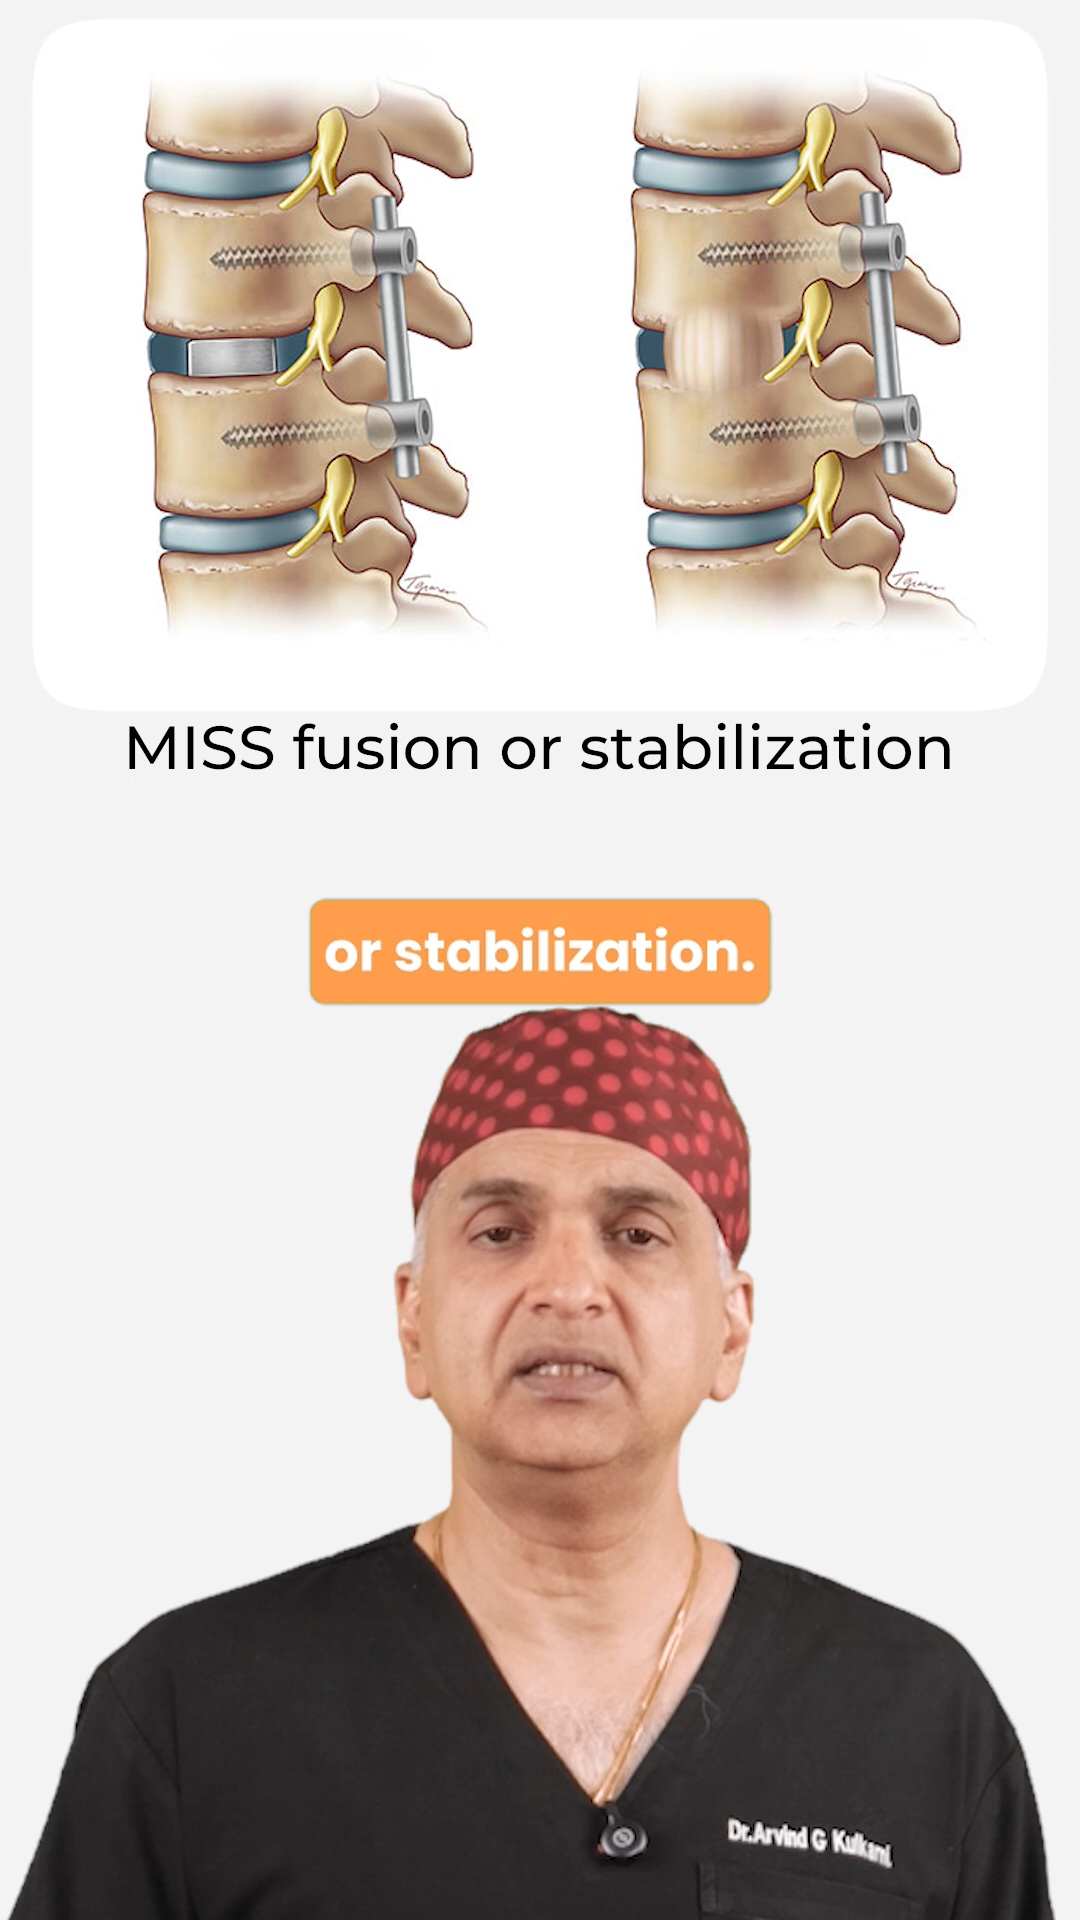 MISS fusion or stabilization
or stabilization.
Dr.Arvind G Kulkarni